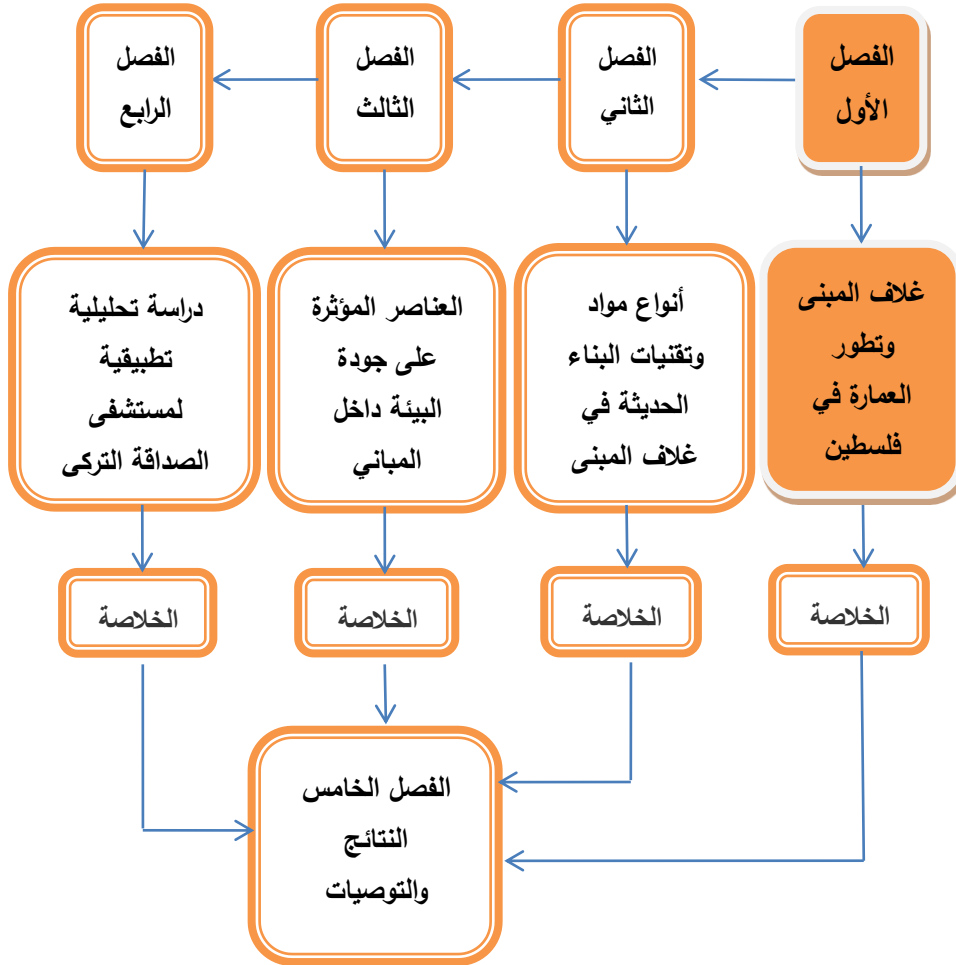 الفصل
الأول
الفصل
الثاني
الفصل
الثالث
الفصل
الرابع
غلاف المبنى
وتطور
العمارة في
فلسطين
أنواع مواد
وتقنيات البناء
الحديثة في
غلاف المبنى
العناصر المؤثرة
على جودة
البيئة داخل
المباني
دراسة تحليلية
تطبيقية
لمستشفى
الصداقة التركى
الخلاصة
الخلاصة
الخلاصة
الخلاصة
الفصل الخامس
النتائج
والتوصيات